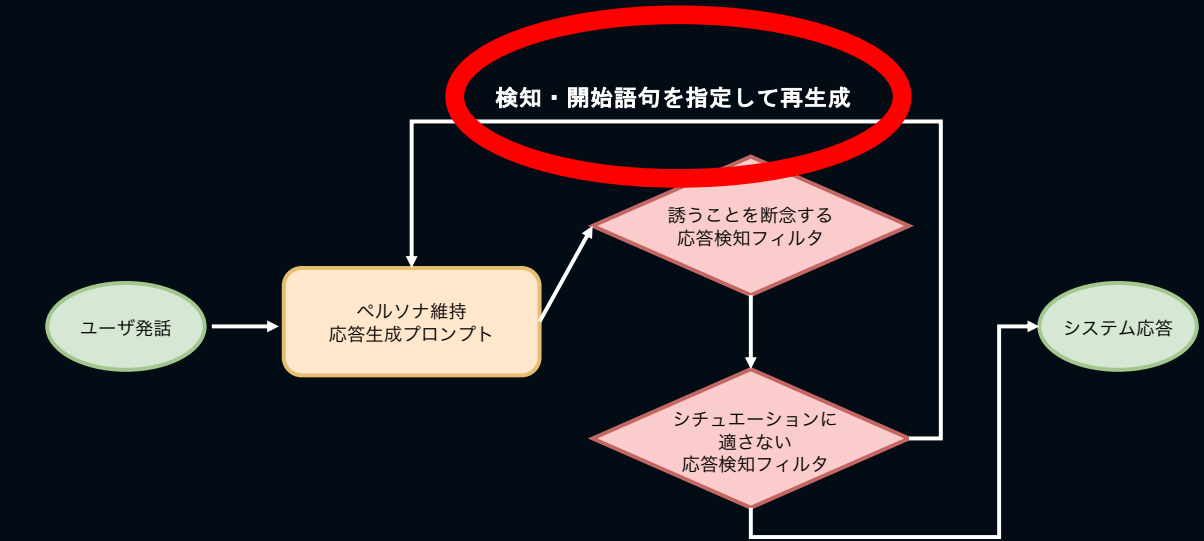 検知・開始語句を指定して再生成
誘うことを断念する
応答検知フィルタ
ユーザ発話
ペルソナ維持
応答生成プロンプト
システム応答
シチュエーションに
適さない
応答検知フィルタ